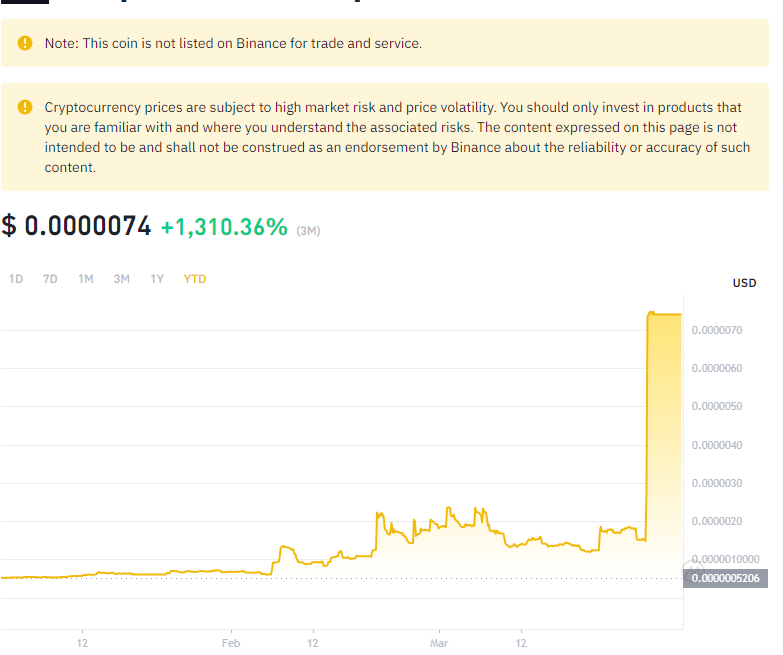 Note: This coin is not listed on Binance for trade and service.
Cryptocurrency prices are subject to high market risk and price volatility. You should only invest in products that
you are familiar with and where you understand the associated risks. The content expressed on this page is not
intended to be and shall not be construed as an endorsement by Binance about the reliability or accuracy of such
content.
$ 0.0000074 +1,310.36% (3M)
1D 7D 1M 3M 1Y YTD
USD
0.0000070
0.0000060
0.0000050
0.0000040
0.0000030
0.0000020
0.0000010000
0.0000005206
12 Feb 12 Mar 12